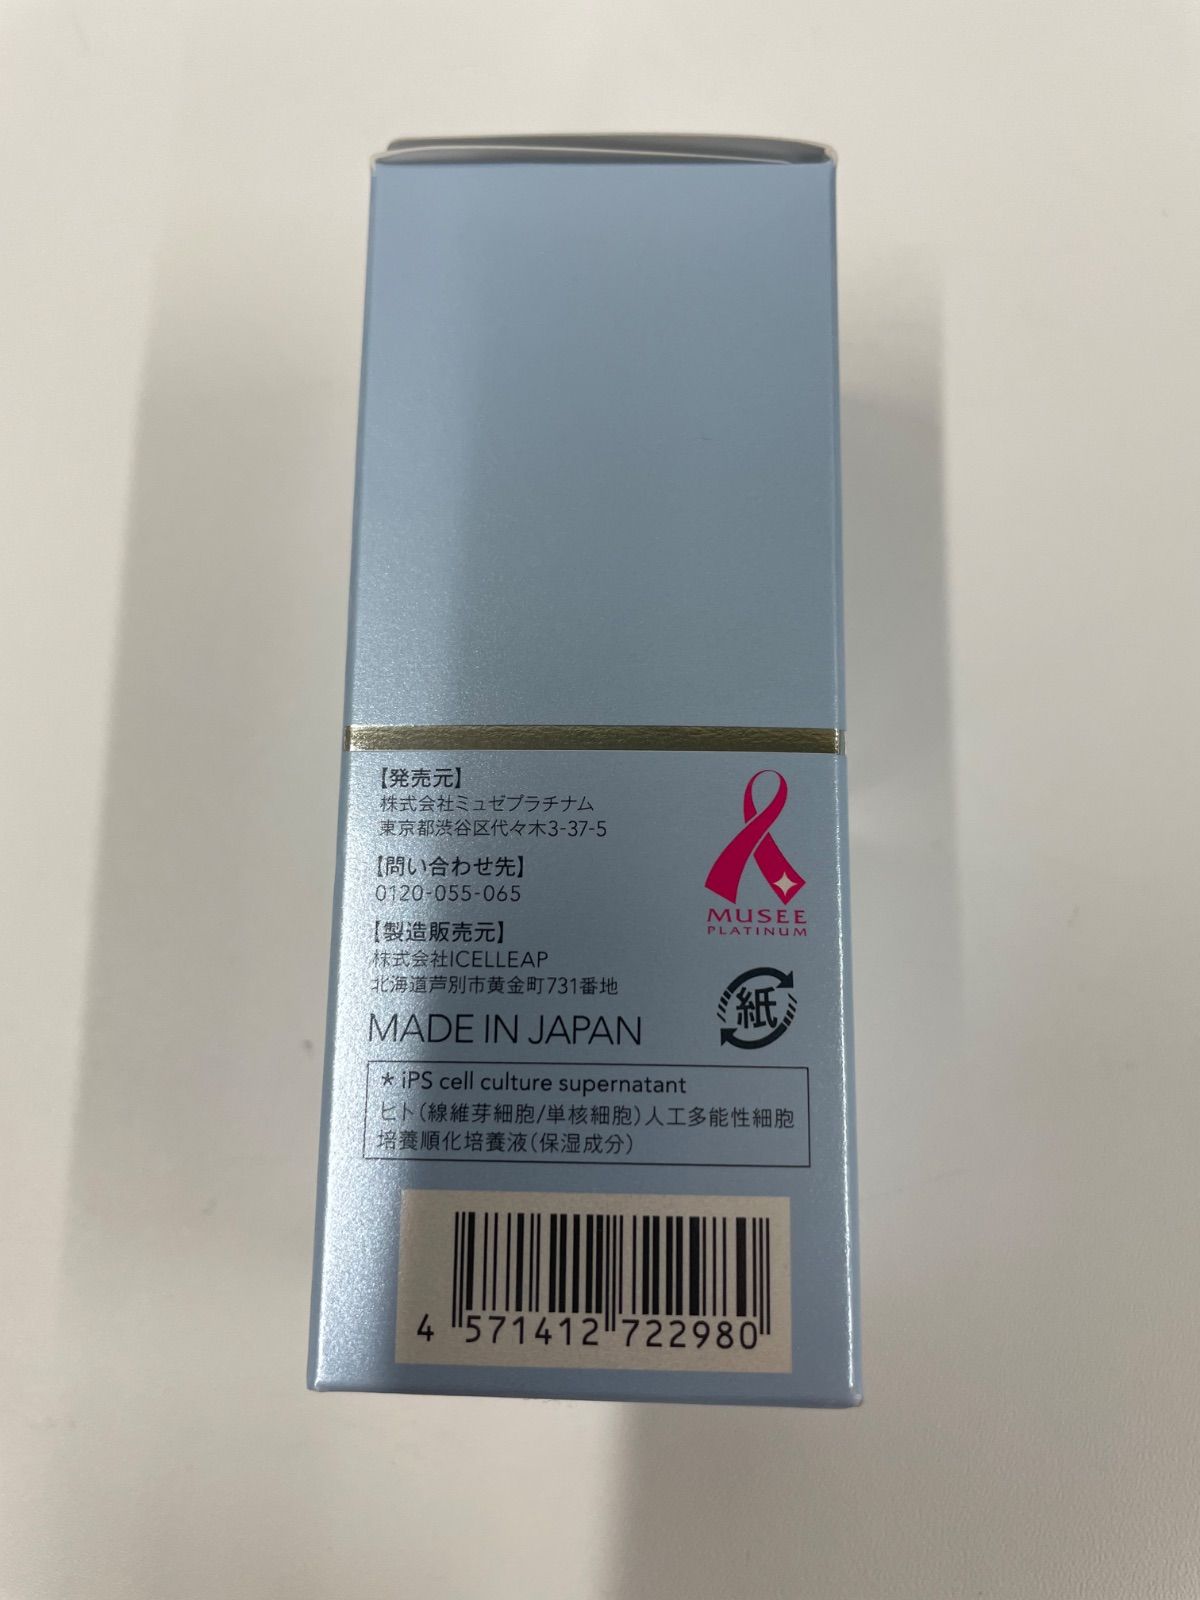 【発売元】
株式会社ミュゼプラチナム
東京都渋谷区代々木3-37-5
【問い合わせ先】
0120-055-065
【製造販売元】
株式会社ICELLEAP
北海道芦別市黄金町731番地
MADE IN JAPAN
MUSEE
PLATINUM
紙
* iPS cell culture supernatant
ヒト(線維芽細胞/単核細胞)人工多能性細胞
培養順化培養液(保湿成分)
4 571412 722980